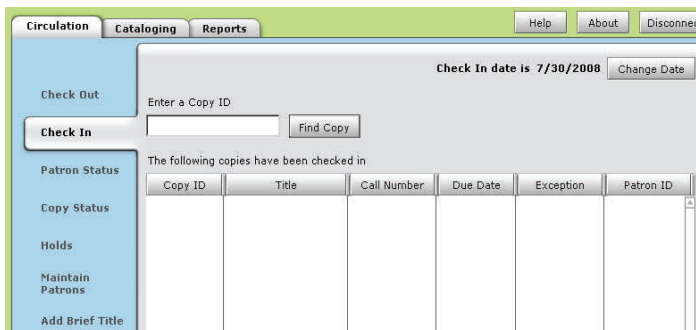 Circulation Cataloging Reports Help About
Check In date is 7/30/2008 Change Date
Check Out
Enter a Copy ID
Check In
Find Copy
The following copies have been checked in
Patron Status
Copy ID Title Call Number Due Date Exception Patron ID
Copy Status
Holds
Maintain
Patrons
Add Brief Title